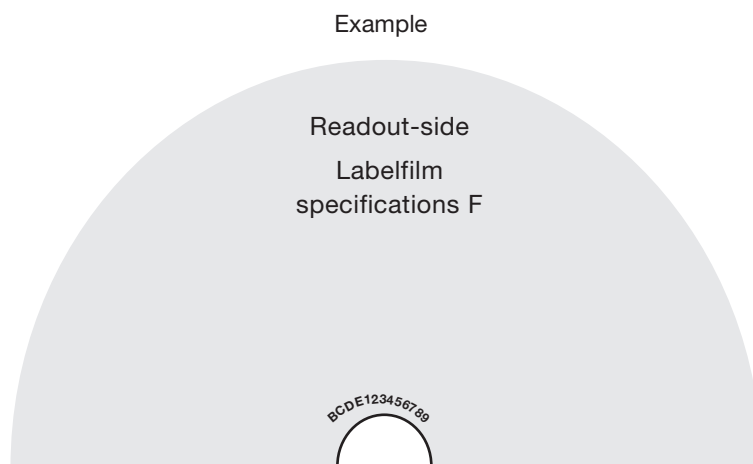 Example
Readout-side
Labelfilm
specifications F
BCDE123456789